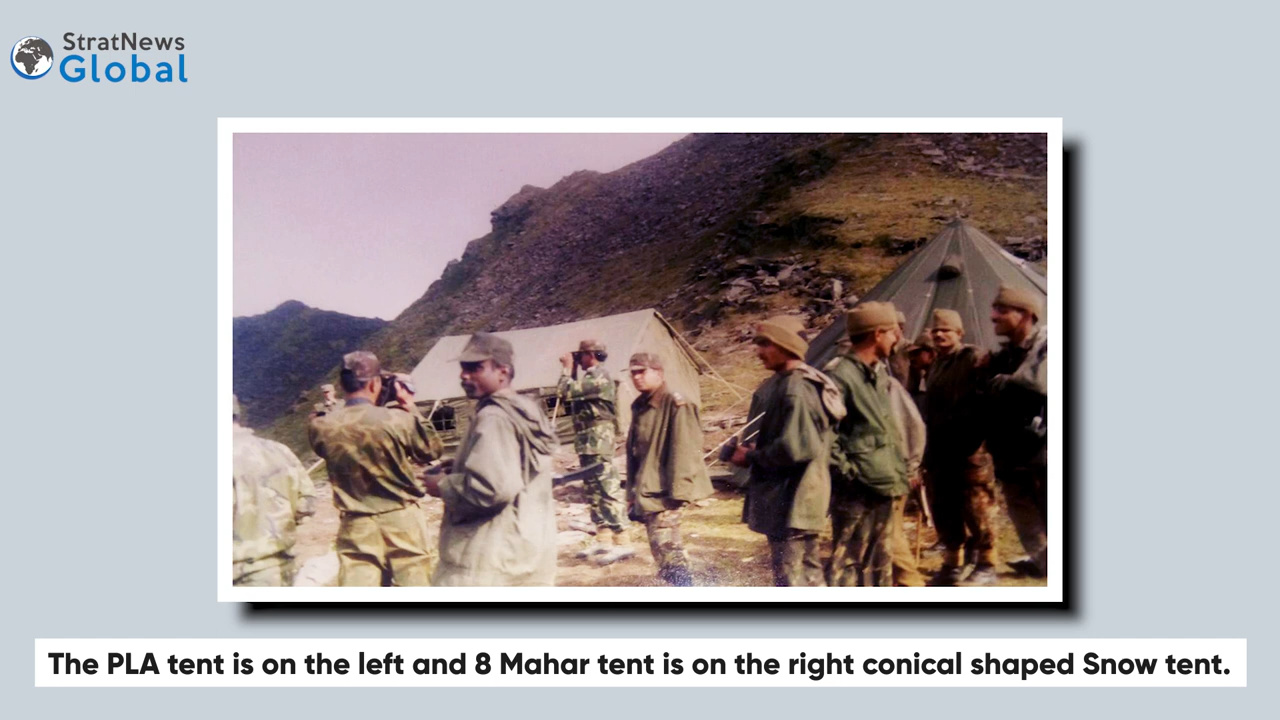 StratNews
Global
The PLA tent is on the left and 8 Mahar tent is on the right conical shaped Snow tent.